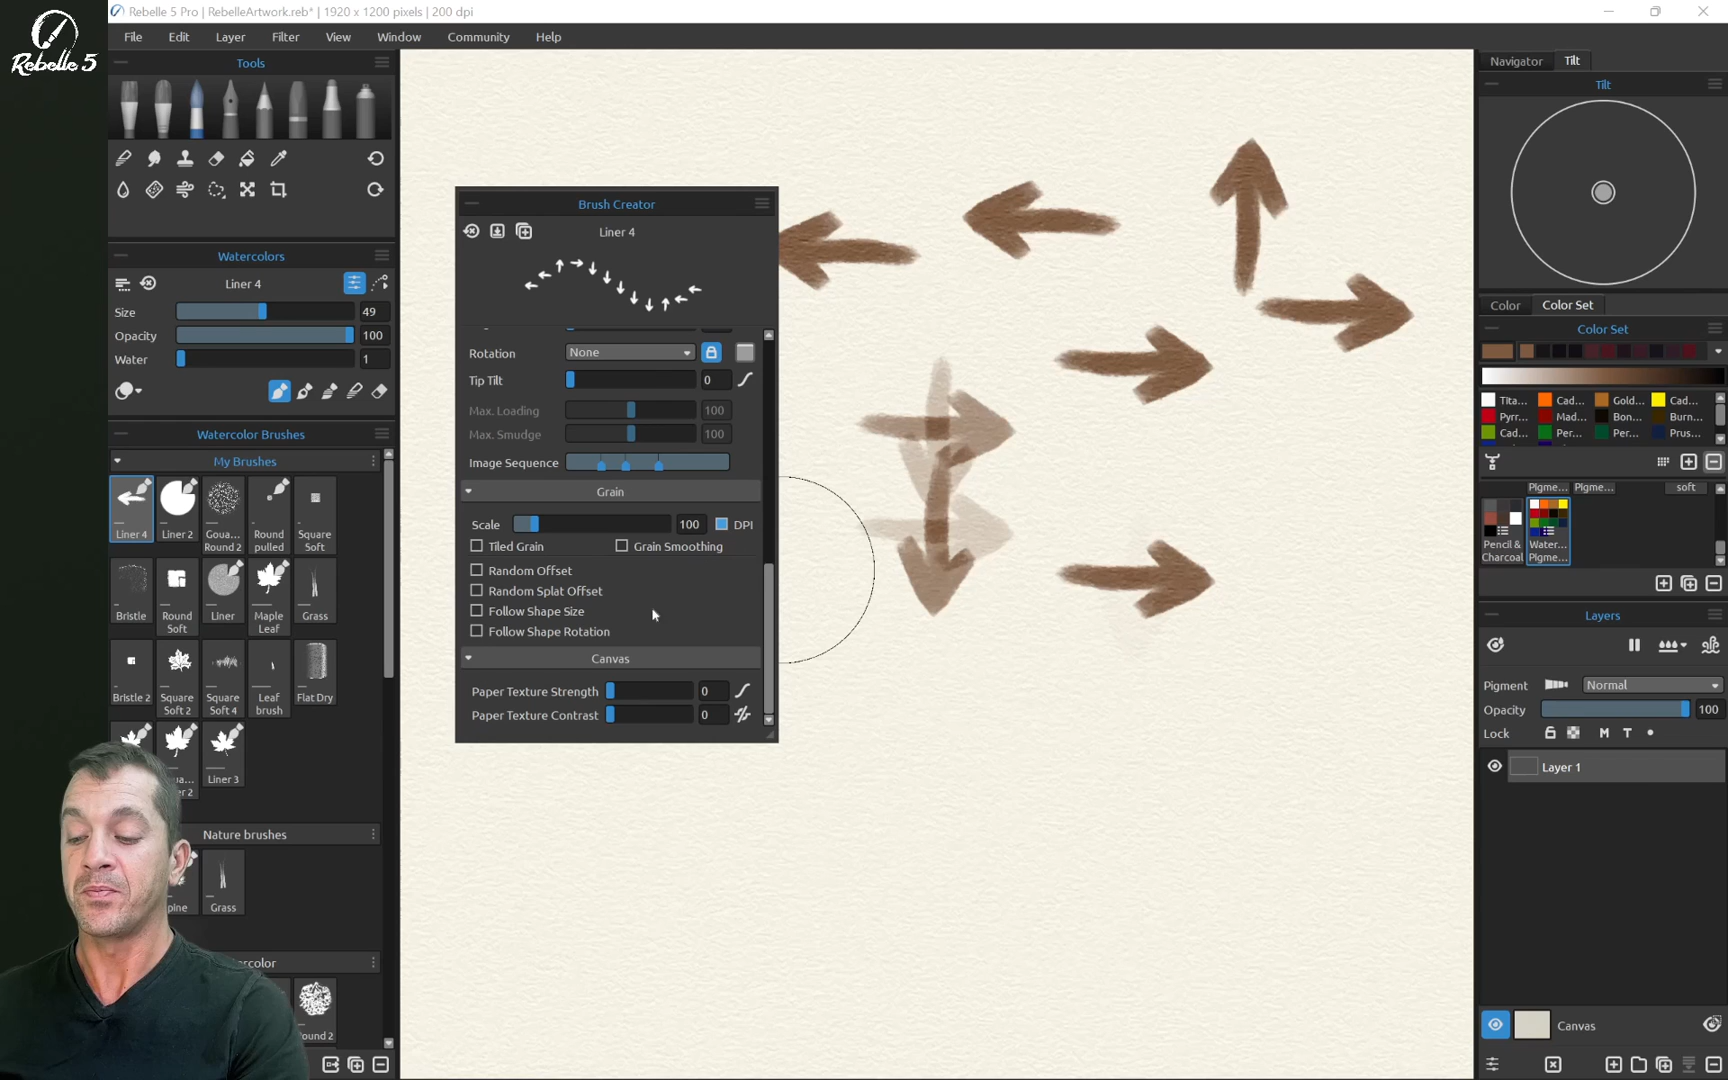 Rebelle 5
Rebelle 5 Pro | RebelleArtwork.reb* | 1920 x 1200 pixels | 200 dpi
File Edit Layer Filter View Window Community Help
Tools
Watercolors
Liner 4
Size 49
Opacity 100
Water 1
Watercolor Brushes
My Brushes
Liner 4 Liner 2 Goua... Round 2 Round pulled Square Soft
Bristle Round Soft Liner Maple Leaf Grass
Bristle 2 Square Soft 2 Square Soft 4 Leaf brush Flat Dry
Liner 3
Nature brushes
Grass
Brush Creator
Liner 4
Rotation None
Tip Tilt 0
Max. Loading 100
Max. Smudge 100
Image Sequence
Grain
Scale 100 DPI
Tiled Grain Grain Smoothing
Random Offset
Random Splat Offset
Follow Shape Size
Follow Shape Rotation
Canvas
Paper Texture Strength 0
Paper Texture Contrast 0
Navigator Tilt
Tilt
Color Color Set
Color Set
Tita... Cad... Gold... Cad...
Pyrr... Mad... Bon... Burn...
Cad... Per... Per... Prus...
Pigme... Pigme... soft
Pencil & Charcoal Water... Pigme...
Layers
Pigment Normal
Opacity 100
Lock M T
Layer 1
Canvas